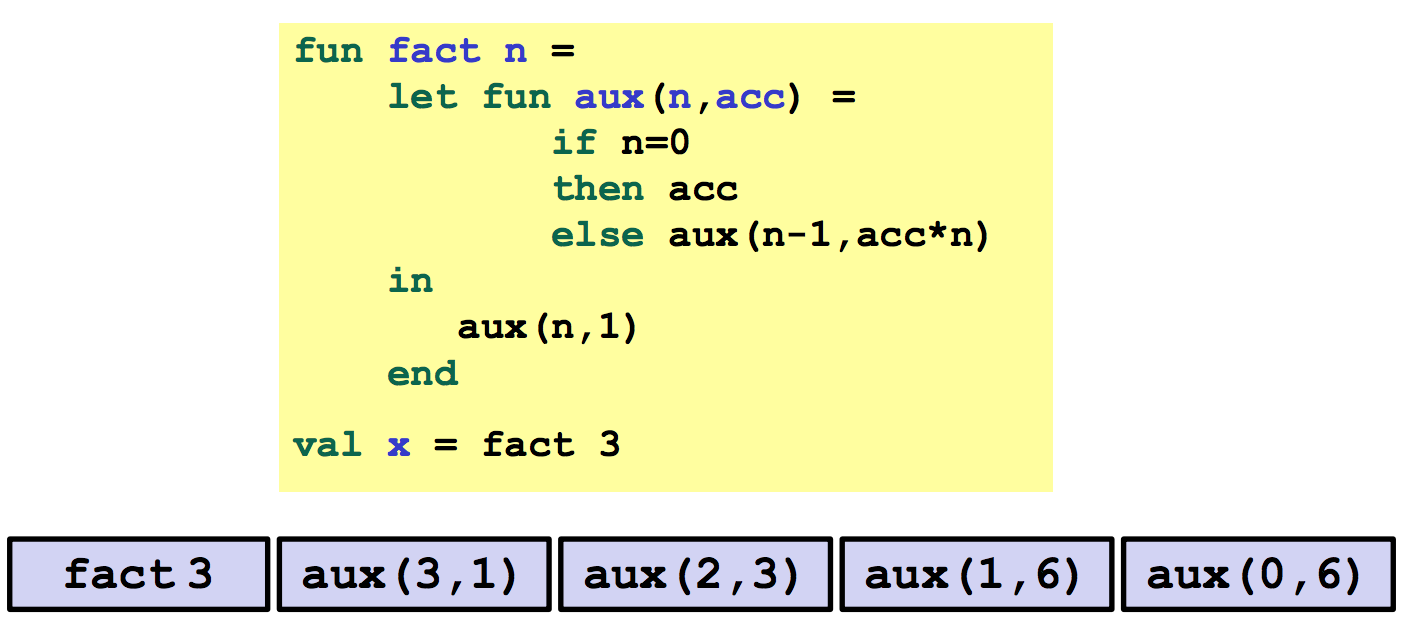 fun fact n =
    let fun aux(n,acc) =
           if n=0
           then acc
           else aux(n-1,acc*n)
    in
       aux(n,1)
    end
val x = fact 3
fact 3 aux(3,1) aux(2,3) aux(1,6) aux(0,6)